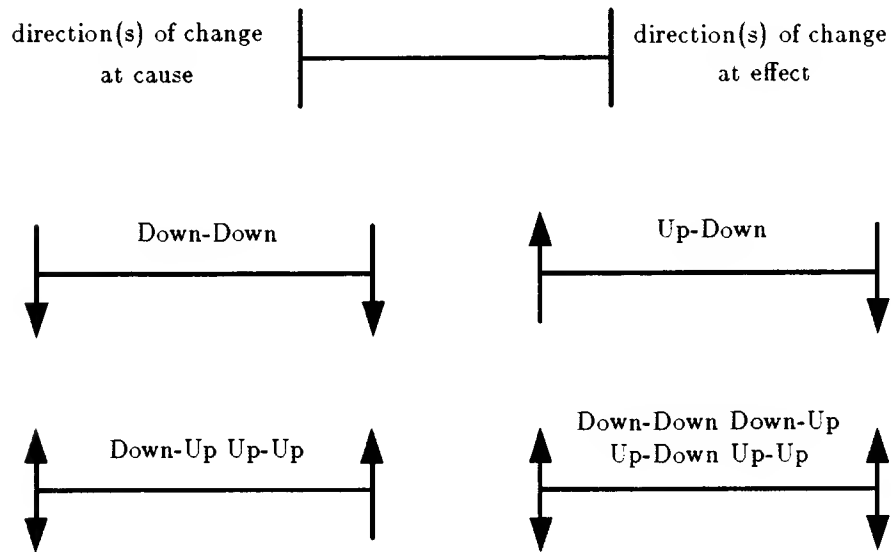 direction(s) of change
at cause
direction(s) of change
at effect
Down-Down
Up-Down
Down-Up Up-Up
Down-Down Down-Up
Up-Down Up-Up